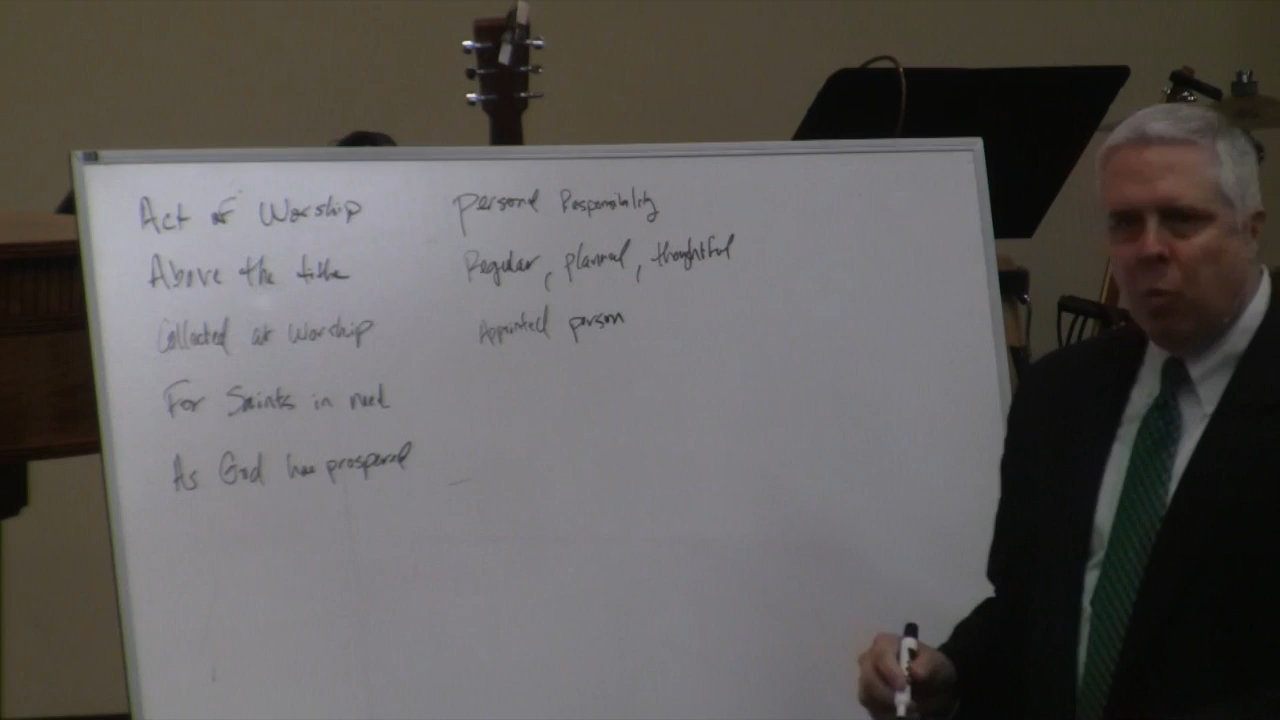 Act of Worship
Above the tithe
Collected at Worship
For Saints in need
As God has prospered
Personal Responsibility
Regular, planned, thoughtful
Appointed person